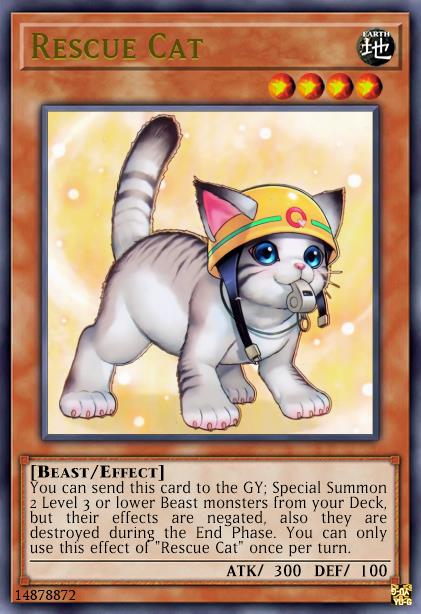 Rescue Cat
EARTH
地
[Beast/Effect]
You can send this card to the GY; Special Summon
2 Level 3 or lower Beast monsters from your Deck,
but their effects are negated, also they are
destroyed during the End Phase. You can only
use this effect of "Rescue Cat" once per turn.
ATK/ 300 DEF/ 100
14878872